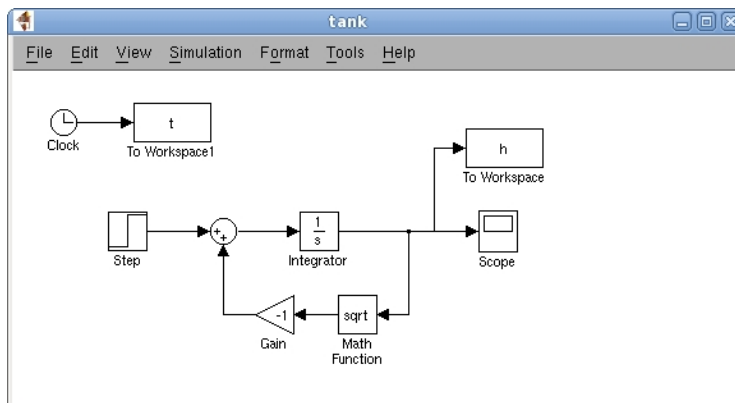 tank
File Edit View Simulation Format Tools Help
t
Clock
To Workspace1
h
To Workspace
+
+
1
s
Step
Integrator
Scope
-1
sqrt
Gain
Math
Function